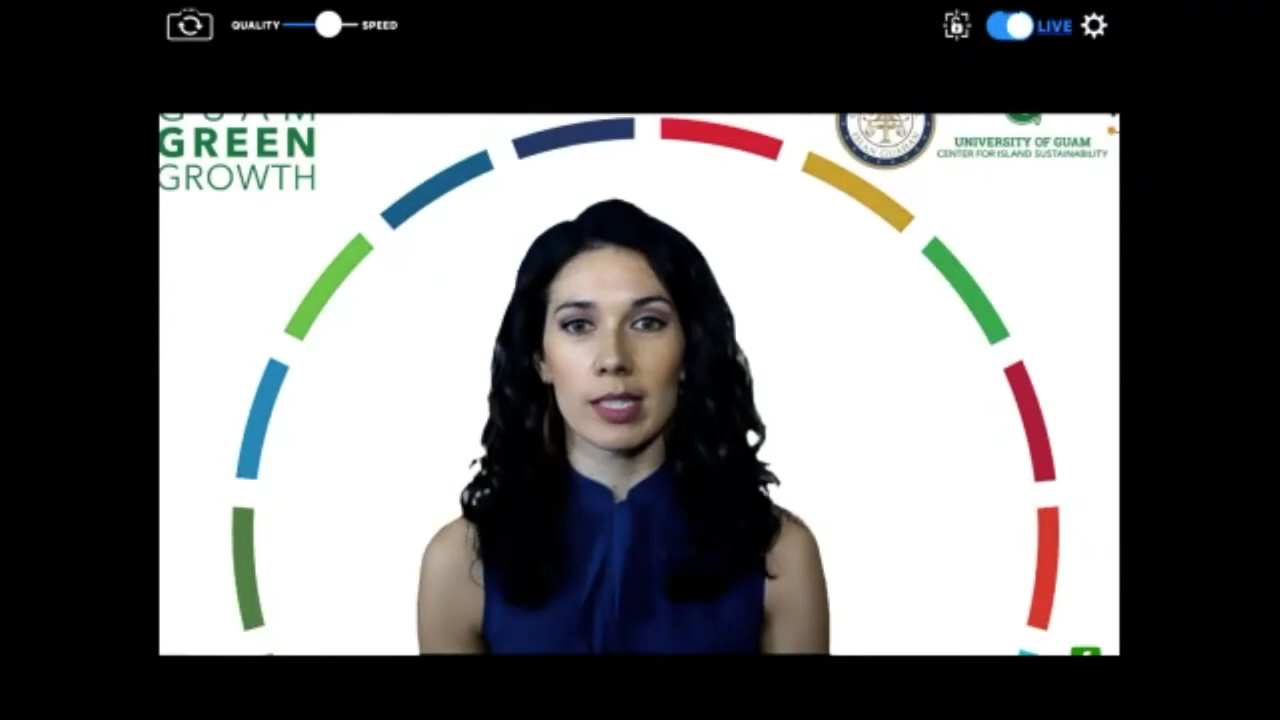 QUALITY SPEED
LIVE
GUAM
GREEN
GROWTH
UNIVERSITY OF GUAM
CENTER FOR ISLAND SUSTAINABILITY